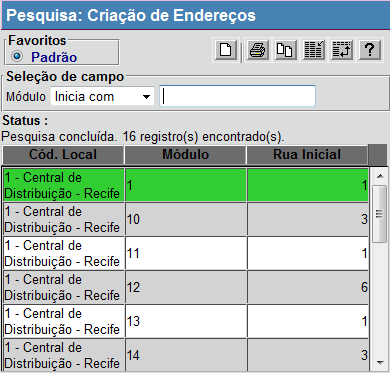 Pesquisa: Criação de Endereços
Favoritos
Padrão
?
Seleção de campo
Módulo Inicia com
Status :
Pesquisa concluída. 16 registro(s) encontrado(s).
Cód. Local Módulo Rua Inicial
1 - Central de
Distribuição - Recife 1 1
1 - Central de
Distribuição - Recife 10 3
1 - Central de
Distribuição - Recife 11 1
1 - Central de
Distribuição - Recife 12 6
1 - Central de
Distribuição - Recife 13 1
1 - Central de
Distribuição - Recife 14 3